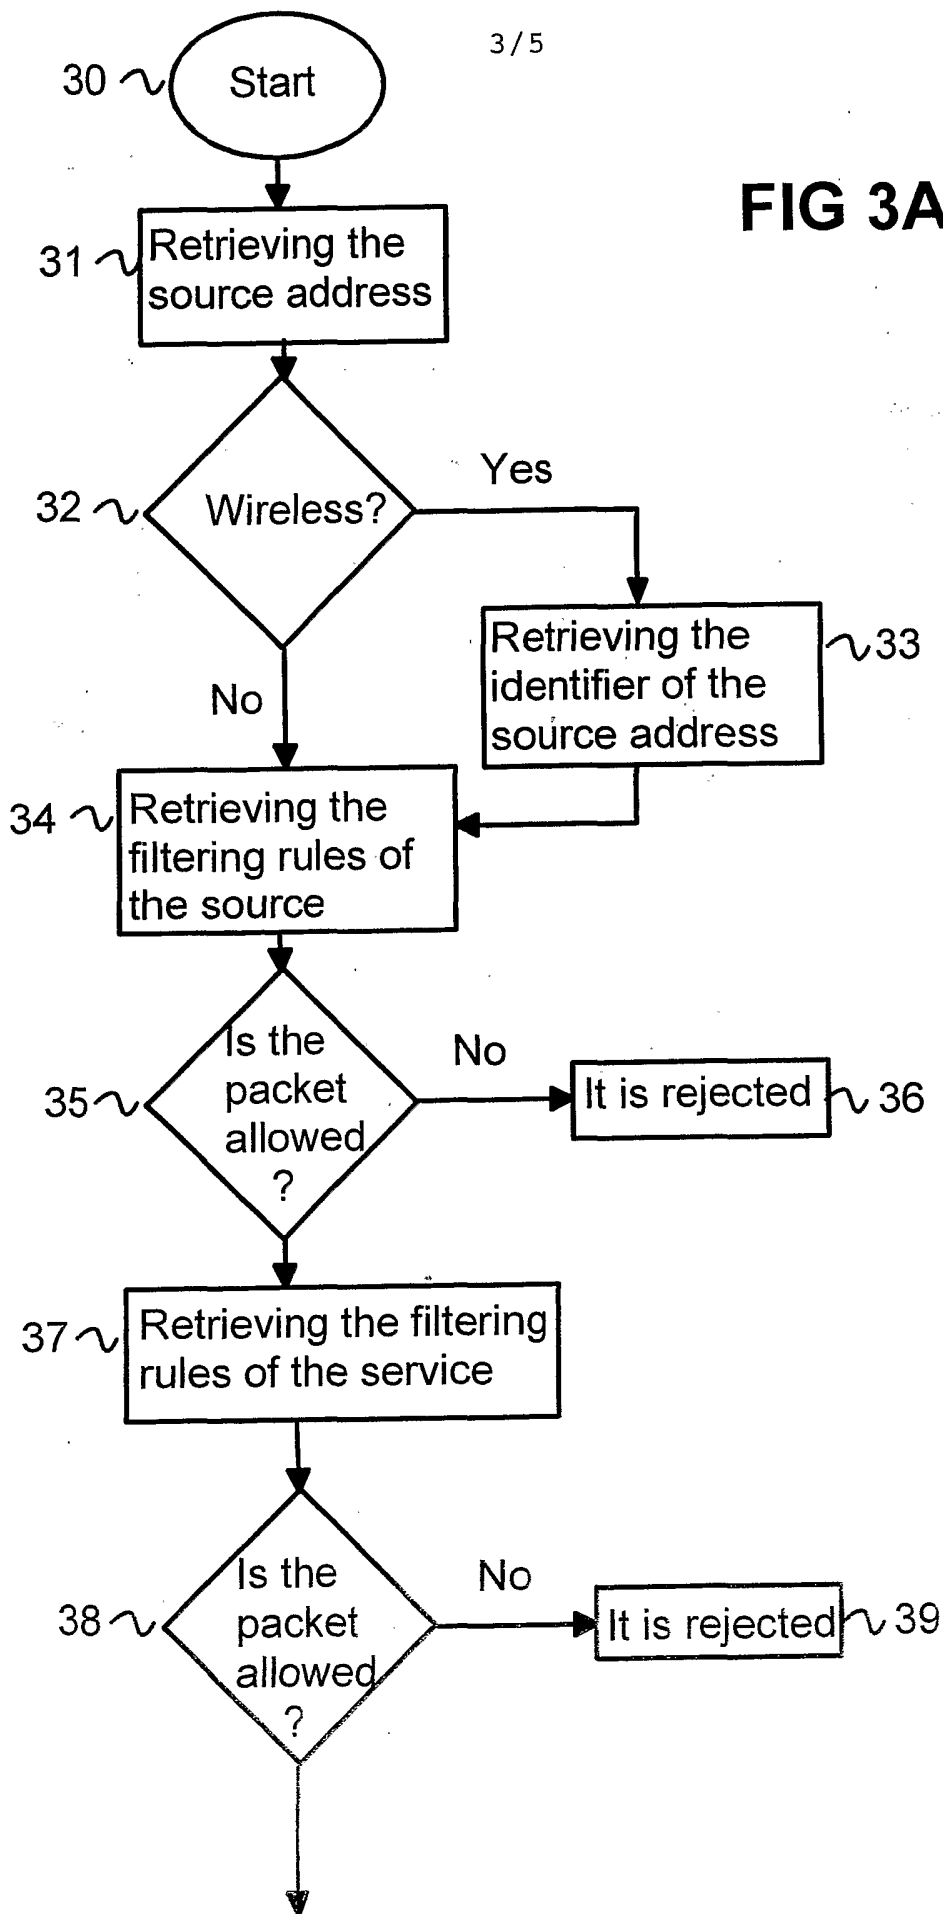 3/5
FIG 3A
30
Start
31
Retrieving the
source address
32
Wireless?
Yes
No
33
Retrieving the
identifier of the
source address
34
Retrieving the
filtering rules of
the source
35
Is the
packet
allowed
?
No
It is rejected
36
37
Retrieving the filtering
rules of the service
38
Is the
packet
allowed
?
No
It is rejected
39